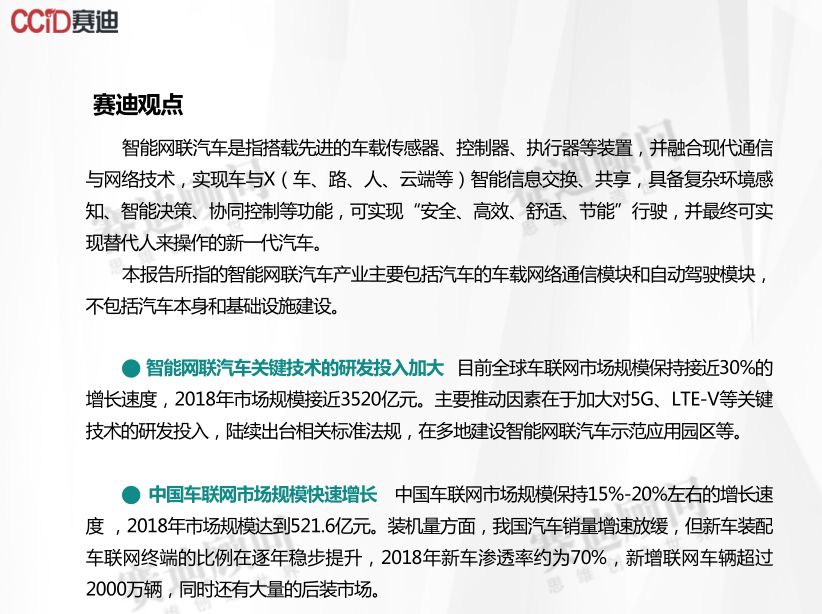 CCID赛迪
赛迪观点
智能网联汽车是指搭载先进的车载传感器、控制器、执行器等装置，并融合现代通信
与网络技术，实现车与X（车、路、人、云端等）智能信息交换、共享，具备复杂环境感
知、智能决策、协同控制等功能，可实现“安全、高效、舒适、节能”行驶，并最终可实
现替代人来操作的新一代汽车。
本报告所指的智能网联汽车产业主要包括汽车的车载网络通信模块和自动驾驶模块，
不包括汽车本身和基础设施建设。
● 智能网联汽车关键技术的研发投入加大 目前全球车联网市场规模保持接近30%的
增长速度，2018年市场规模接近3520亿元。主要推动因素在于加大对5G、LTE-V等关键
技术的研发投入，陆续出台相关标准法规，在多地建设智能网联汽车示范应用园区等。
● 中国车联网市场规模快速增长 中国车联网市场规模保持15%-20%左右的增长速
度 ，2018年市场规模达到521.6亿元。装机量方面，我国汽车销量增速放缓，但新车装配
车联网终端的比例在逐年稳步提升，2018年新车渗透率约为70%，新增联网车辆超过
2000万辆，同时还有大量的后装市场。